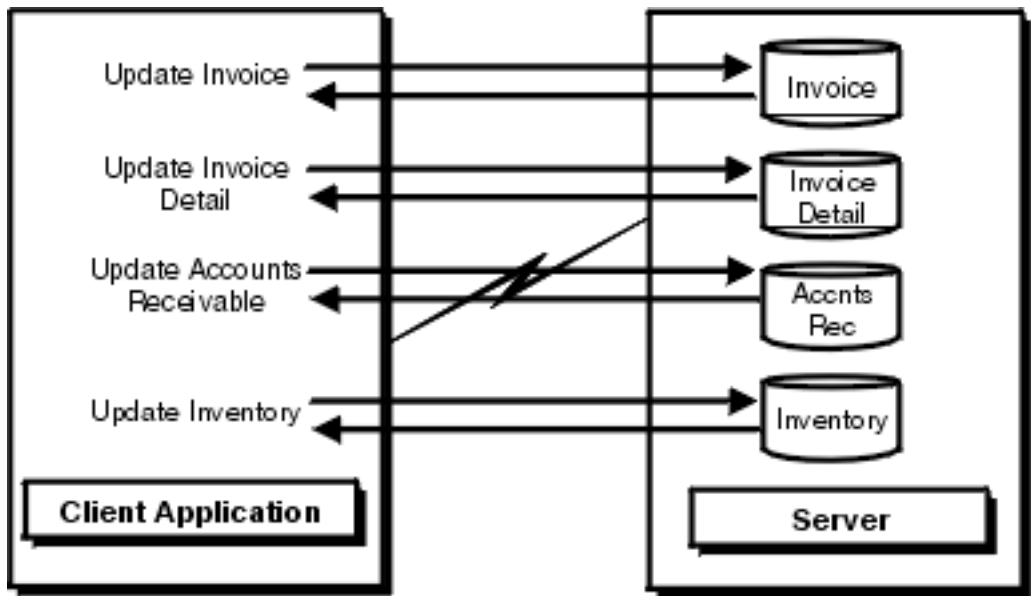 Update Invoice
Invoice
Update Invoice
Detail
Invoice
Detail
Update Accounts
Receivable
Accnts
Rec
Update Inventory
Inventory
Client Application
Server